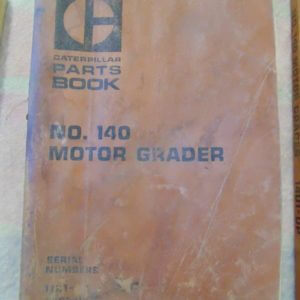 CATERPILLAR
PARTS
BOOK
NO. 140
MOTOR GRADER
SERIAL
NUMBERS